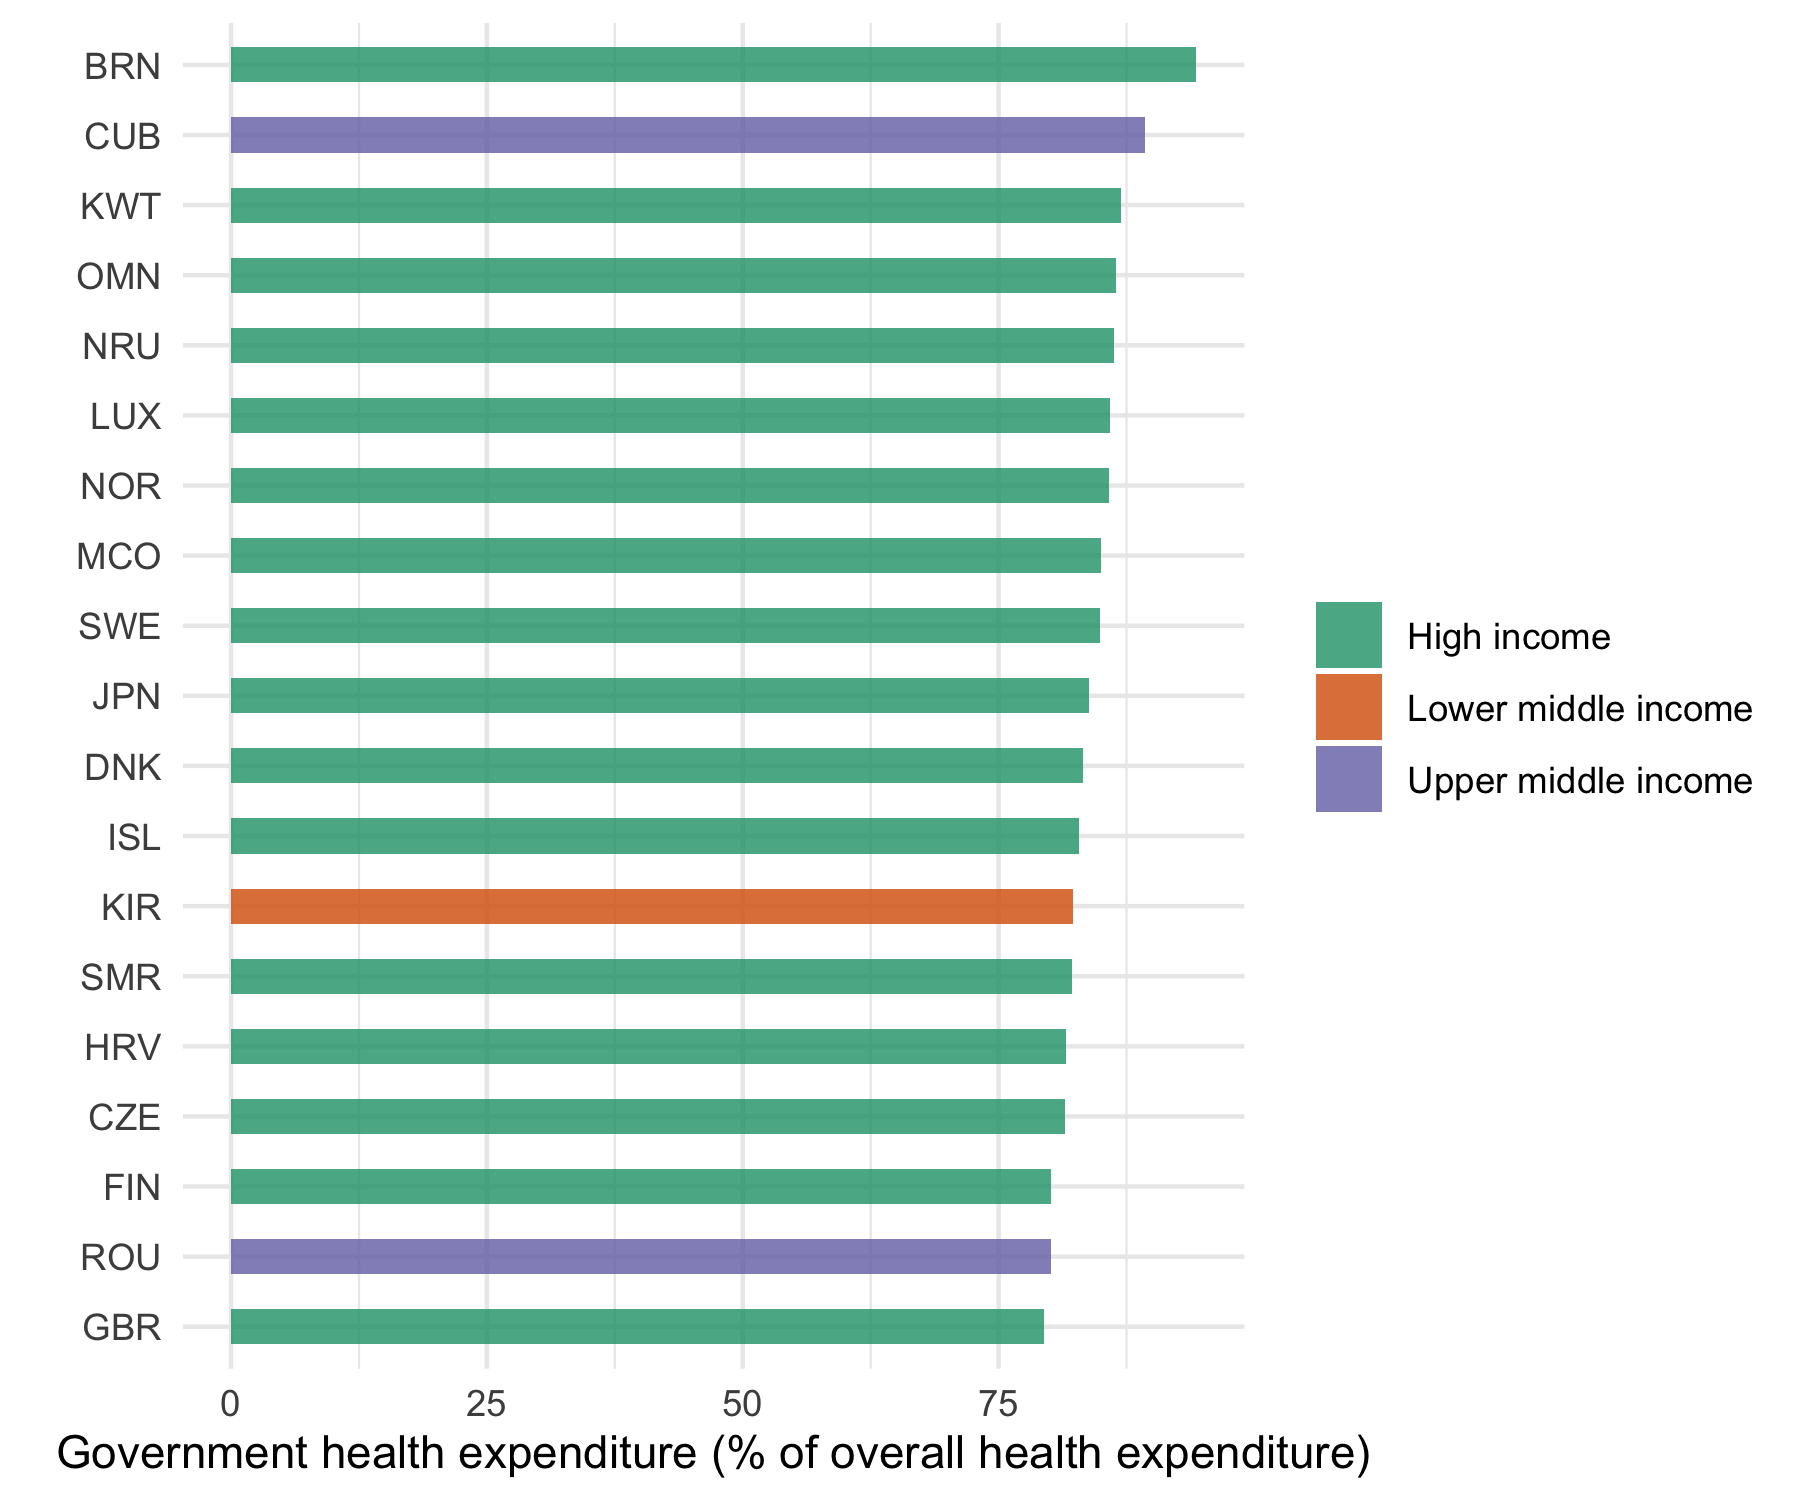 BRN
CUB
KWT
OMN
NRU
LUX
NOR
MCO
SWE
JPN
DNK
ISL
KIR
SMR
HRV
CZE
FIN
ROU
GBR
0 25 50 75
Government health expenditure (% of overall health expenditure)
High income
Lower middle income
Upper middle income